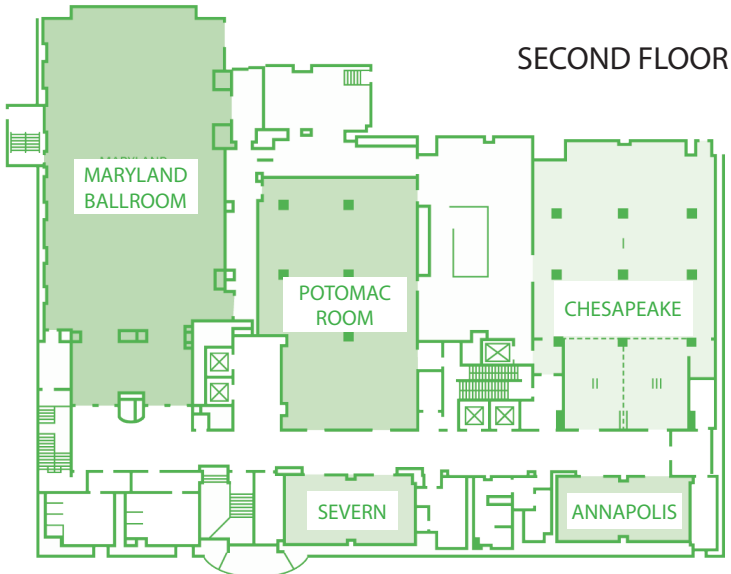 SECOND FLOOR
MARYLAND
BALLROOM
POTOMAC
ROOM
CHESAPEAKE
I
II
III
SEVERN
ANNAPOLIS